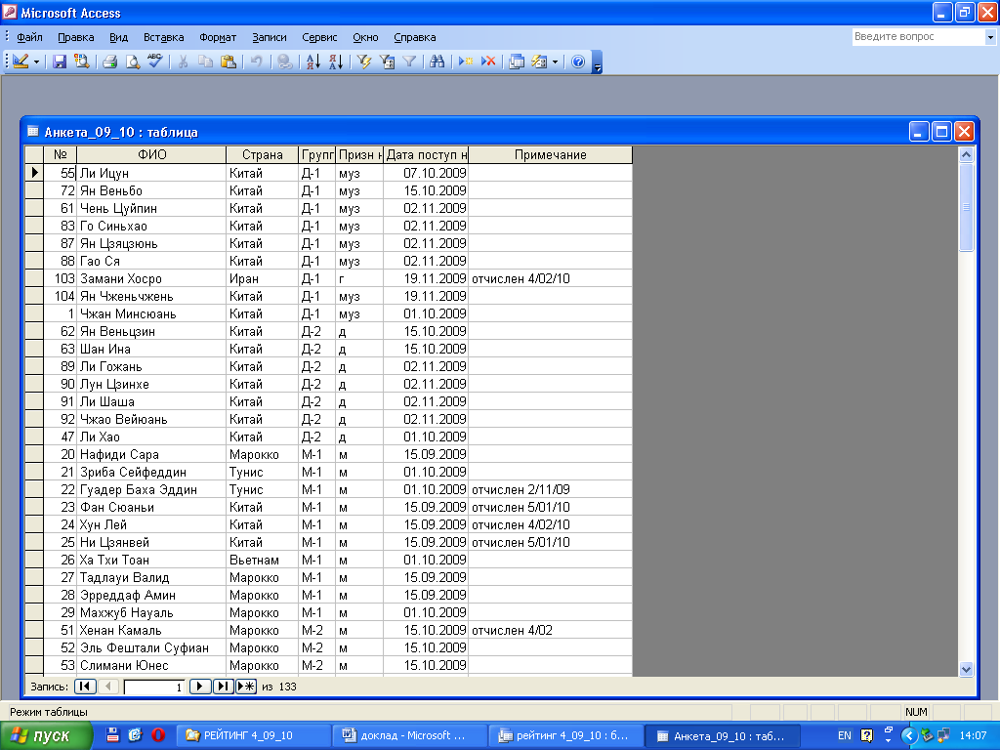 Microsoft Access
Файл Правка Вид Вставка Формат Записи Сервис Окно Справка Введите вопрос
Анкета_09_10 : таблица
№ ФИО Страна Групп Призн н Дата поступ н Примечание
55 Ли Ицун Китай Д-1 муз 07.10.2009
72 Ян Веньбо Китай Д-1 муз 15.10.2009
61 Чень Цуйпин Китай Д-1 муз 02.11.2009
83 Го Синьхао Китай Д-1 муз 02.11.2009
87 Ян Цзяцзюнь Китай Д-1 муз 02.11.2009
88 Гао Ся Китай Д-1 муз 02.11.2009
103 Замани Хосро Иран Д-1 г 19.11.2009 отчислен 4/02/10
104 Ян Чженьчжень Китай Д-1 муз 19.11.2009
1 Чжан Минсюань Китай Д-1 муз 01.10.2009
62 Ян Веньцзин Китай Д-2 д 15.10.2009
63 Шан Ина Китай Д-2 д 15.10.2009
89 Ли Гожань Китай Д-2 д 02.11.2009
90 Лун Цзинхе Китай Д-2 д 02.11.2009
91 Ли Шаша Китай Д-2 д 02.11.2009
92 Чжао Вейюань Китай Д-2 д 02.11.2009
47 Ли Хао Китай Д-2 д 01.10.2009
20 Нафиди Сара Марокко М-1 м 15.09.2009
21 Зриба Сейфеддин Тунис М-1 м 01.10.2009
22 Гуадер Баха Эддин Тунис М-1 м 01.10.2009 отчислен 2/11/09
23 Фан Сюаньи Китай М-1 м 15.09.2009 отчислен 5/01/10
24 Хун Лей Китай М-1 м 15.09.2009 отчислен 4/02/10
25 Ни Цзянвей Китай М-1 м 15.09.2009 отчислен 5/01/10
26 Ха Тхи Тоан Вьетнам М-1 м 01.10.2009
27 Тадлауи Валид Марокко М-1 м 15.09.2009
28 Эрреддаф Амин Марокко М-1 м 15.09.2009
29 Махжуб Науаль Марокко М-1 м 01.10.2009
51 Хенан Камаль Марокко М-2 м 15.10.2009 отчислен 4/02
52 Эль Фештали Суфиан Марокко М-2 м 15.10.2009
53 Слимани Юнес Марокко М-2 м 15.10.2009
Запись: 1 из 133
Режим таблицы NUM
пуск РЕЙТИНГ 4_09_10 доклад - Microsoft ... рейтинг 4_09_10 : б... Анкета_09_10 : таб... EN 14:07